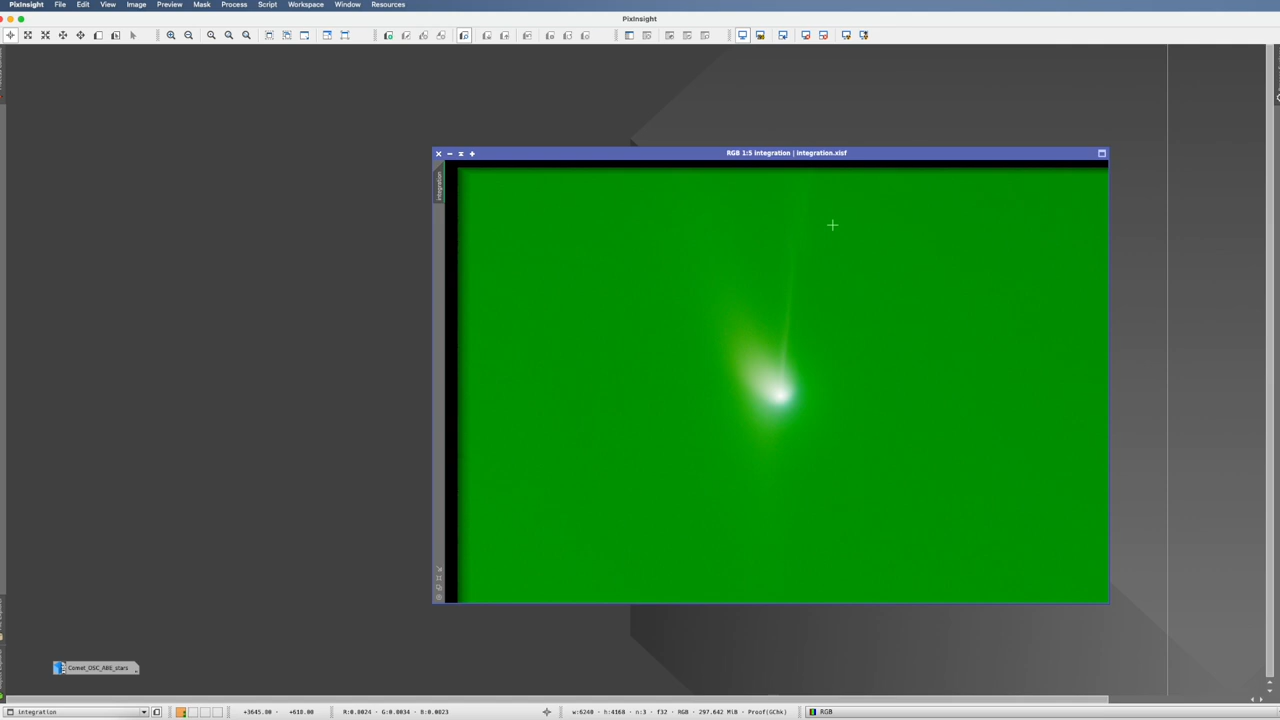 PixInsight File Edit View Image Preview Mask Process Script Workspace Window Resources
PixInsight
RGB 1:5 integration | integration.xisf
integration
Comet_OSC_ABE_stars
integration
+3645.00 · +618.00
R:0.0024 · G:0.0034 · B:0.0023
w:6240 · h:4168 · n:3 · f32 · RGB · 297.642 MiB · Proof(GChk)
RGB